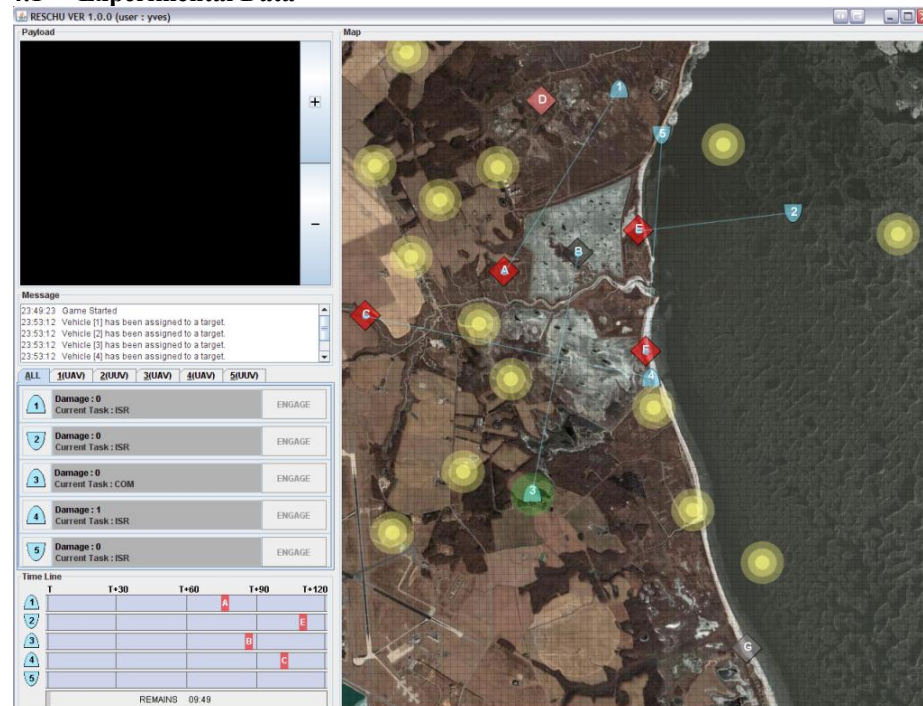 Experimental Data
RESCHU VER 1.0.0 (user : yves)
Payload
+
−
Message
23:49:23 Game Started
23:53:12 Vehicle [1] has been assigned to a target.
23:53:12 Vehicle [2] has been assigned to a target.
23:53:12 Vehicle [3] has been assigned to a target.
23:53:12 Vehicle [4] has been assigned to a target.
ALL 1(UAV) 2(UUV) 3(UAV) 4(UAV) 5(UUV)
1 Damage : 0 ENGAGE
Current Task : ISR
2 Damage : 0 ENGAGE
Current Task : ISR
3 Damage : 0 ENGAGE
Current Task : COM
4 Damage : 1 ENGAGE
Current Task : ISR
5 Damage : 0 ENGAGE
Current Task : ISR
Time Line
T T+30 T+60 T+90 T+120
1 A
2 E
3 B
4 C
5
REMAINS 09:49
Map
1
D
5
2
E
B
A
C
F
4
3
G